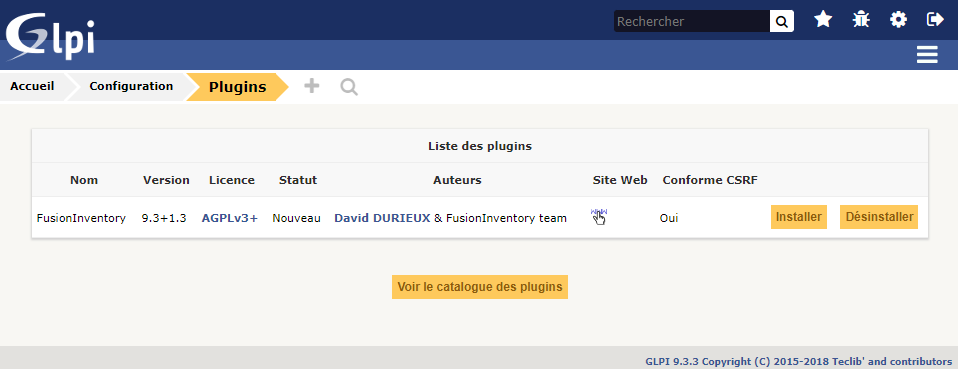 Glpi
Rechercher
Accueil Configuration Plugins
Liste des plugins
Nom Version Licence Statut Auteurs Site Web Conforme CSRF
FusionInventory 9.3+1.3 AGPLv3+ Nouveau David DURIEUX & FusionInventory team Oui Installer Désinstaller
Voir le catalogue des plugins
GLPI 9.3.3 Copyright (C) 2015-2018 Teclib' and contributors